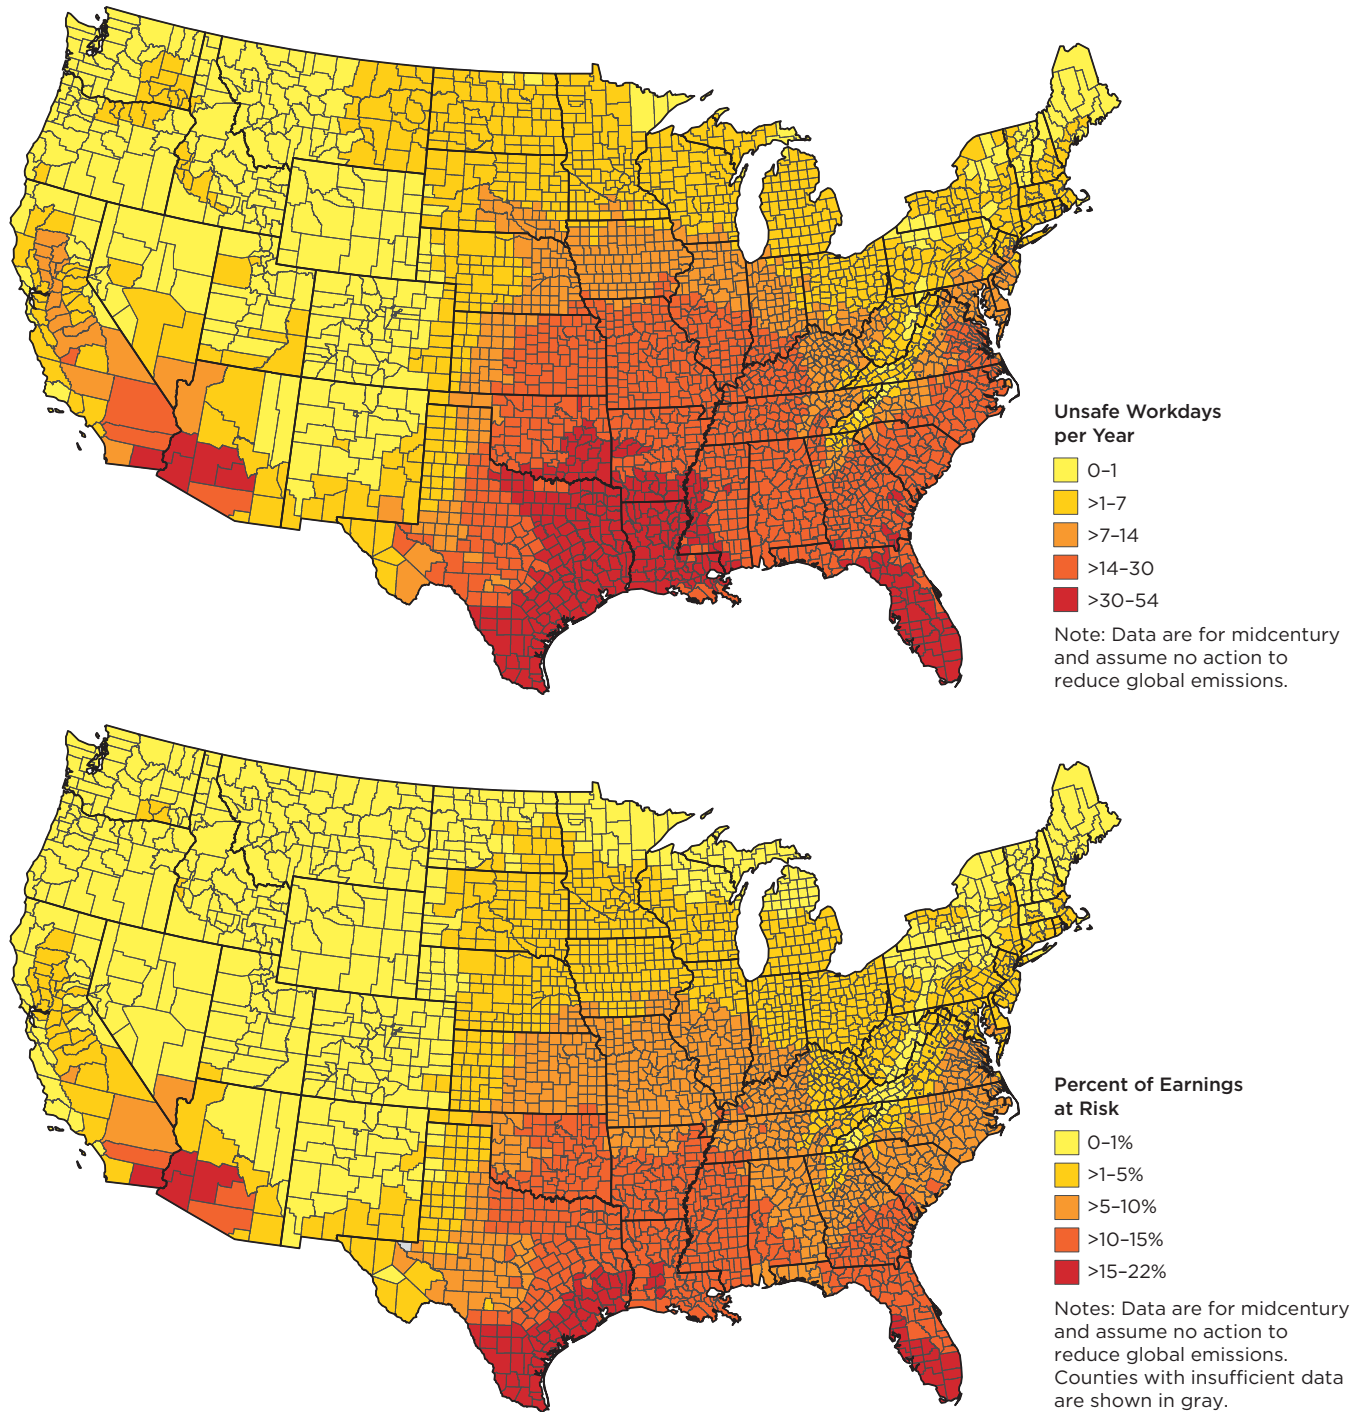 Unsafe Workdays
per Year
0–1
>1–7
>7–14
>14–30
>30–54
Note: Data are for midcentury
and assume no action to
reduce global emissions.
Percent of Earnings
at Risk
0–1%
>1–5%
>5–10%
>10–15%
>15–22%
Notes: Data are for midcentury
and assume no action to
reduce global emissions.
Counties with insufficient data
are shown in gray.